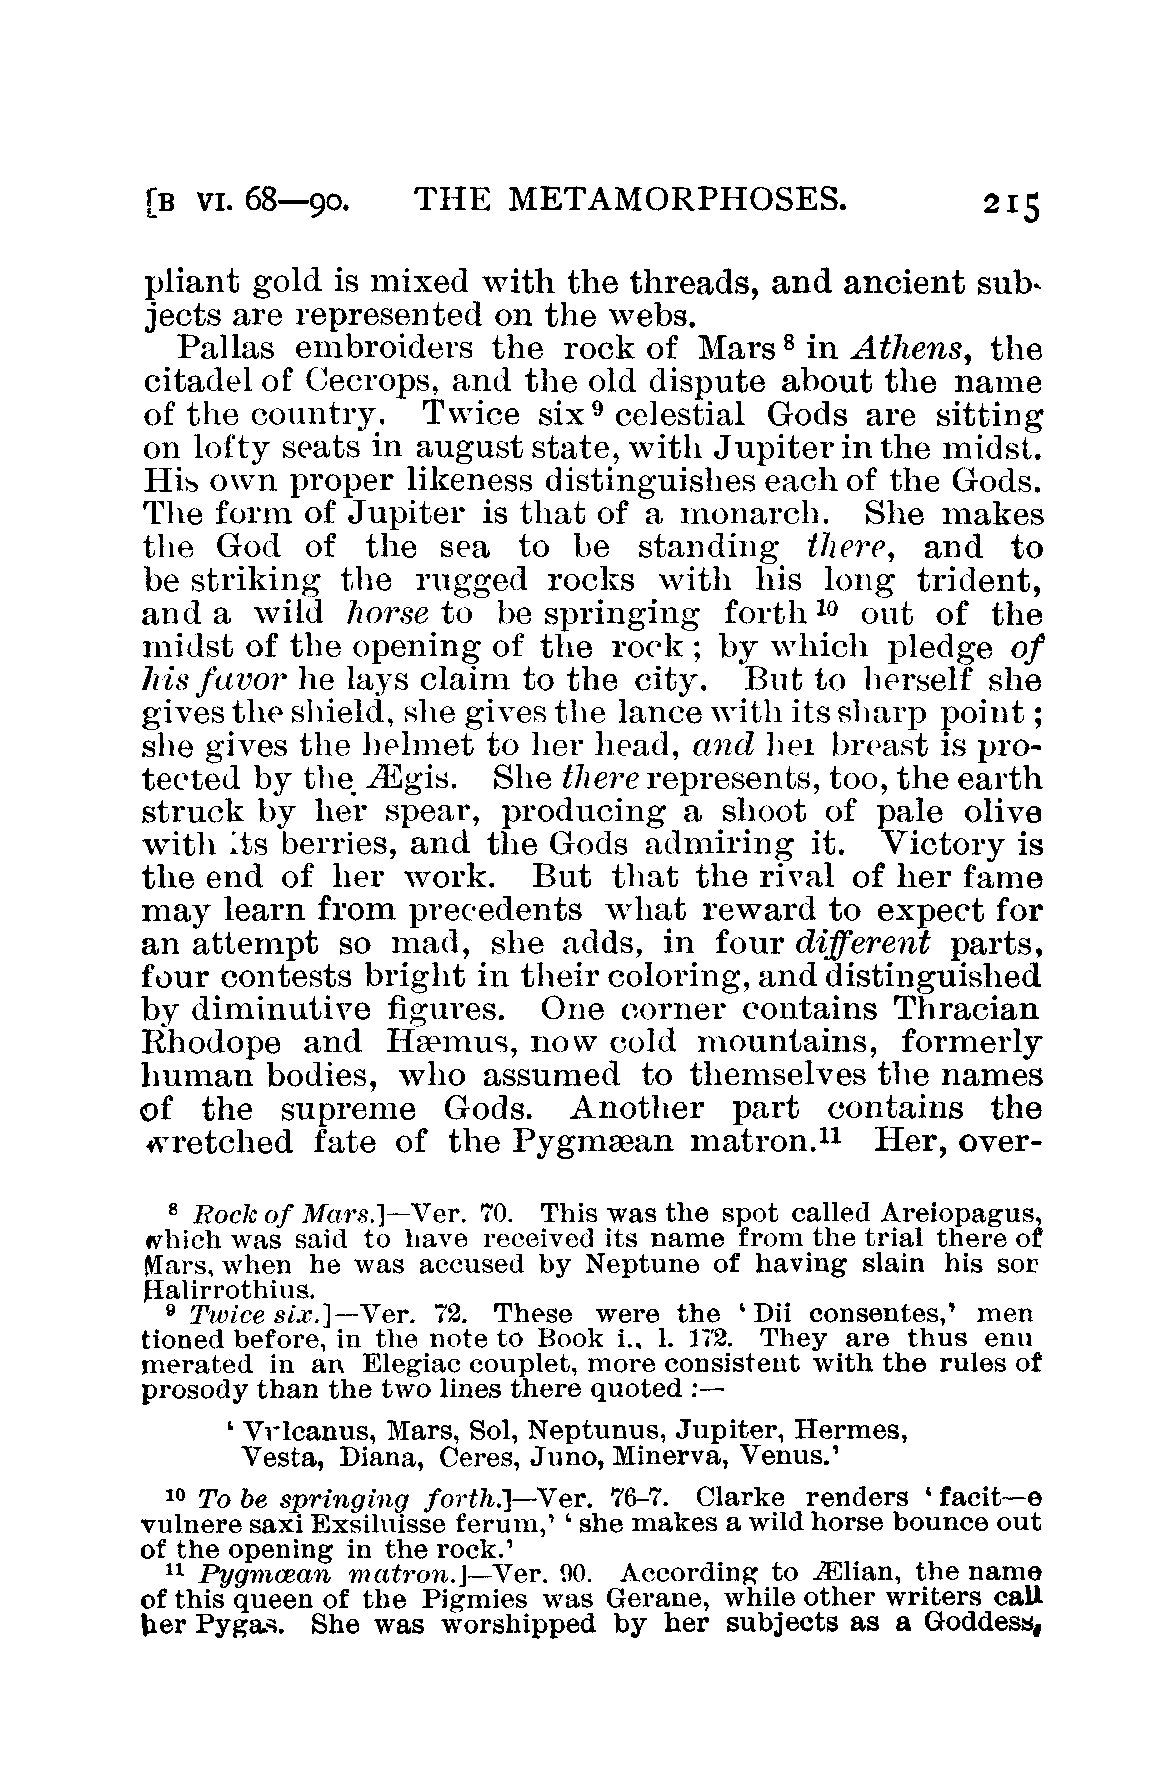 [B VI. 68—90. THE METAMORPHOSES. 215
pliant gold is mixed with the threads, and ancient sub-
jects are represented on the webs.
Pallas embroiders the rock of Mars ⁸ in Athens, the
citadel of Cecrops, and the old dispute about the name
of the country. Twice six ⁹ celestial Gods are sitting
on lofty seats in august state, with Jupiter in the midst.
His own proper likeness distinguishes each of the Gods.
The form of Jupiter is that of a monarch. She makes
the God of the sea to be standing there, and to
be striking the rugged rocks with his long trident,
and a wild horse to be springing forth ¹⁰ out of the
midst of the opening of the rock ; by which pledge of
his favor he lays claim to the city. But to herself she
gives the shield, she gives the lance with its sharp point ;
she gives the helmet to her head, and her breast is pro-
tected by the Ægis. She there represents, too, the earth
struck by her spear, producing a shoot of pale olive
with its berries, and the Gods admiring it. Victory is
the end of her work. But that the rival of her fame
may learn from precedents what reward to expect for
an attempt so mad, she adds, in four different parts,
four contests bright in their coloring, and distinguished
by diminutive figures. One corner contains Thracian
Rhodope and Hæmus, now cold mountains, formerly
human bodies, who assumed to themselves the names
of the supreme Gods. Another part contains the
wretched fate of the Pygmæan matron.¹¹ Her, over-
⁸ Rock of Mars.]—Ver. 70. This was the spot called Areiopagus,
which was said to have received its name from the trial there of
Mars, when he was accused by Neptune of having slain his son
Halirrothius.
⁹ Twice six.]—Ver. 72. These were the ‘ Dii consentes,’ men
tioned before, in the note to Book i., l. 172. They are thus enu
merated in an Elegiac couplet, more consistent with the rules of
prosody than the two lines there quoted :—
‘ Vulcanus, Mars, Sol, Neptunus, Jupiter, Hermes,
Vesta, Diana, Ceres, Juno, Minerva, Venus.’
¹⁰ To be springing forth.]—Ver. 76-7. Clarke renders ‘ facit—e
vulnere saxi Exsiluisse ferum,’ ‘ she makes a wild horse bounce out
of the opening in the rock.’
¹¹ Pygmœan matron.]—Ver. 90. According to Ælian, the name
of this queen of the Pigmies was Gerane, while other writers call
her Pygas. She was worshipped by her subjects as a Goddess,